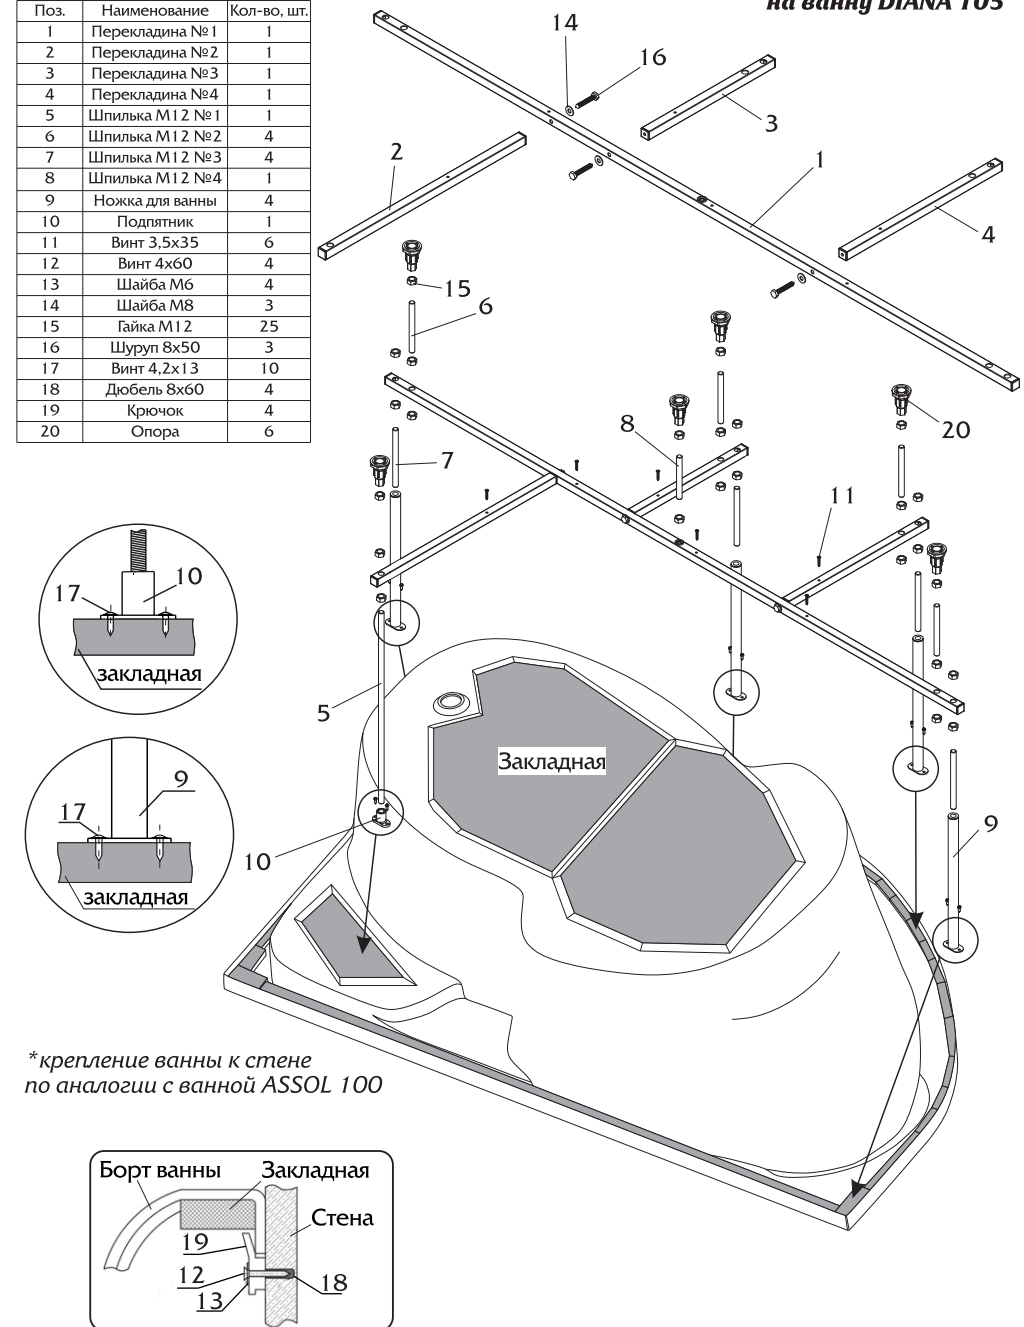 на ванну DIANA 105
Поз. Наименование Кол-во, шт.
1 Перекладина №1 1
2 Перекладина №2 1
3 Перекладина №3 1
4 Перекладина №4 1
5 Шпилька М12 №1 1
6 Шпилька М12 №2 4
7 Шпилька М12 №3 4
8 Шпилька М12 №4 1
9 Ножка для ванны 4
10 Подпятник 1
11 Винт 3,5х35 6
12 Винт 4х60 4
13 Шайба М6 4
14 Шайба М8 3
15 Гайка М12 25
16 Шуруп 8х50 3
17 Винт 4,2х13 10
18 Дюбель 8х60 4
19 Крючок 4
20 Опора 6
14
16
3
2
1
4
15
6
20
8
7
11
17
10
закладная
5
Закладная
17
9
закладная
10
9
*крепление ванны к стене
по аналогии с ванной ASSOL 100
Борт ванны
Закладная
Стена
19
12
13
18